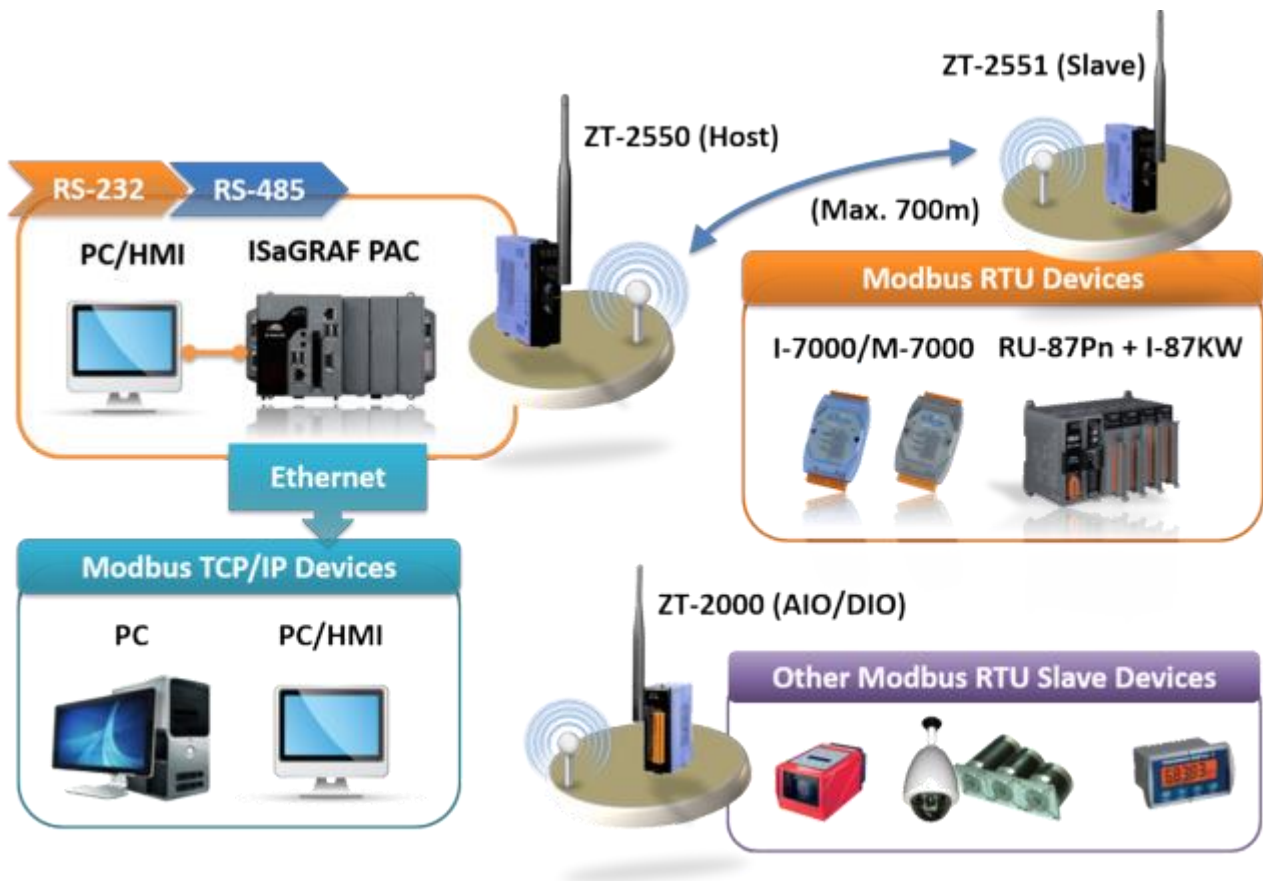 ZT-2551 (Slave)
ZT-2550 (Host)
RS-232
RS-485
(Max. 700m)
PC/HMI
ISaGRAF PAC
Modbus RTU Devices
I-7000/M-7000
RU-87Pn + I-87KW
Ethernet
Modbus TCP/IP Devices
PC
PC/HMI
ZT-2000 (AIO/DIO)
Other Modbus RTU Slave Devices